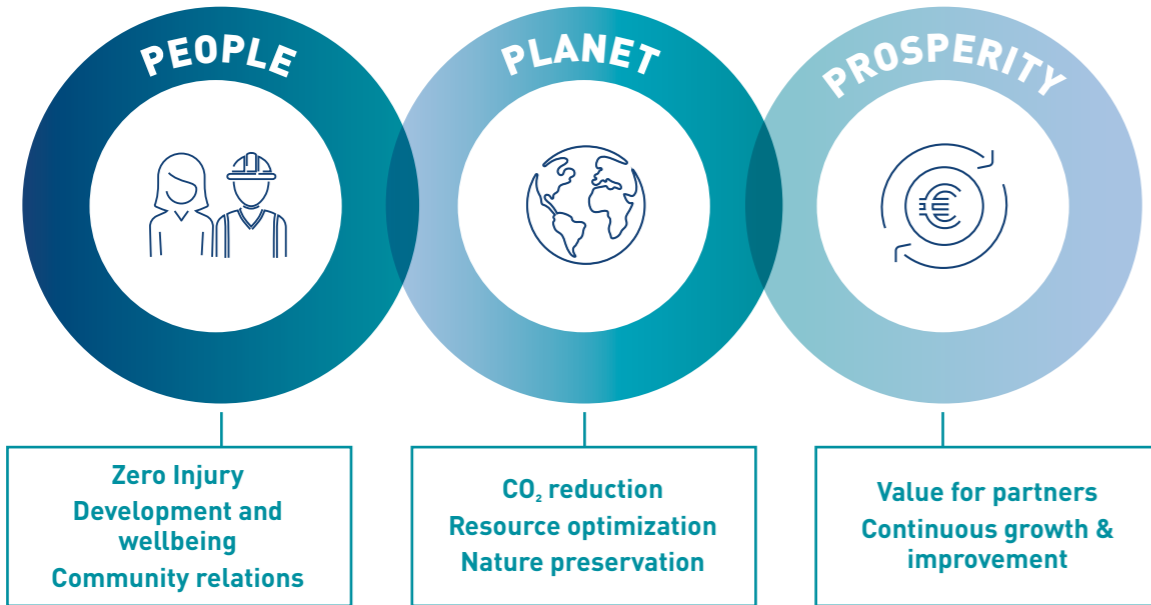 PEOPLE
PLANET
PROSPERITY
€
Zero Injury
Development and
wellbeing
Community relations
CO₂ reduction
Resource optimization
Nature preservation
Value for partners
Continuous growth &
improvement